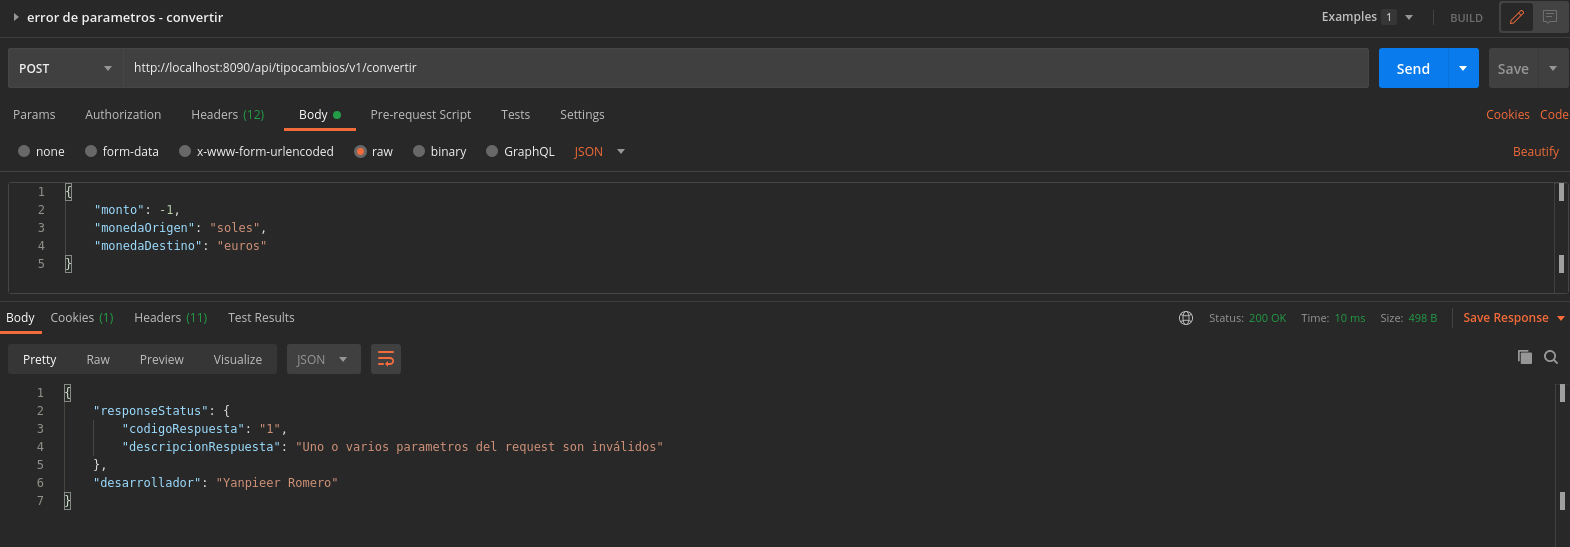 error de parametros - convertir
Examples 1
BUILD
POST
http://localhost:8090/api/tipocambios/v1/convertir
Send
Save
Params Authorization Headers (12) Body Pre-request Script Tests Settings
Cookies Code
none form-data x-www-form-urlencoded raw binary GraphQL JSON
Beautify
1 {
2 "monto": -1,
3 "monedaOrigen": "soles",
4 "monedaDestino": "euros"
5 }
Body Cookies (1) Headers (11) Test Results
Status: 200 OK Time: 10 ms Size: 498 B
Save Response
Pretty Raw Preview Visualize JSON
1 {
2 "responseStatus": {
3 "codigoRespuesta": "1",
4 "descripcionRespuesta": "Uno o varios parametros del request son inválidos"
5 },
6 "desarrollador": "Yanpieer Romero"
7 }